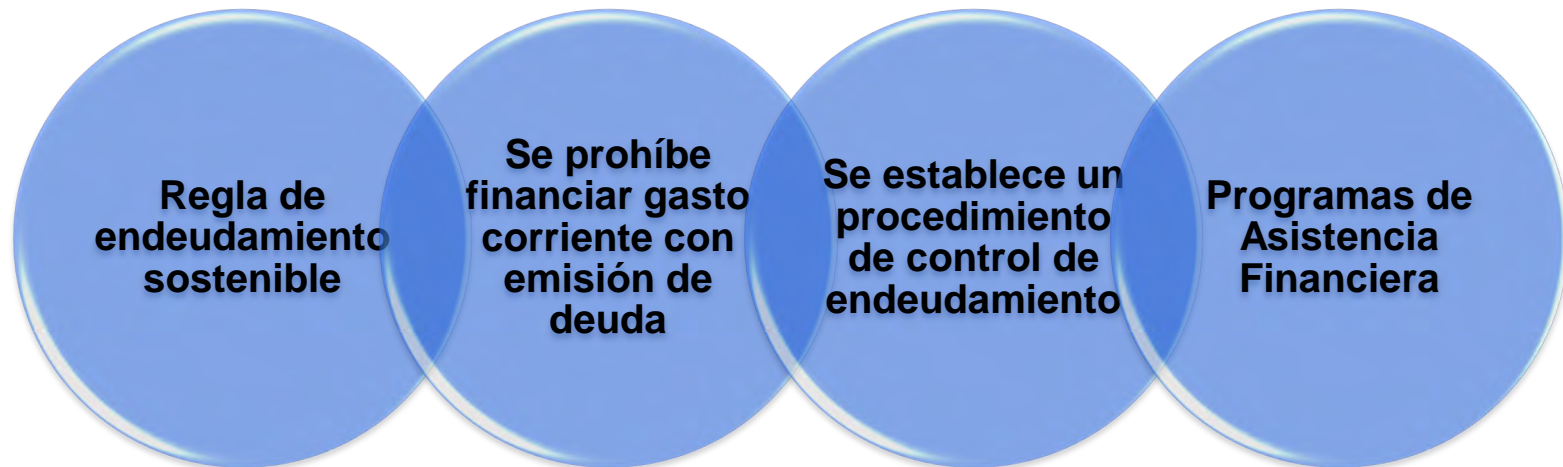 Regla de
endeudamiento
sostenible
Se prohíbe
financiar gasto
corriente con
emisión de
deuda
Se establece un
procedimiento
de control de
endeudamiento
Programas de
Asistencia
Financiera